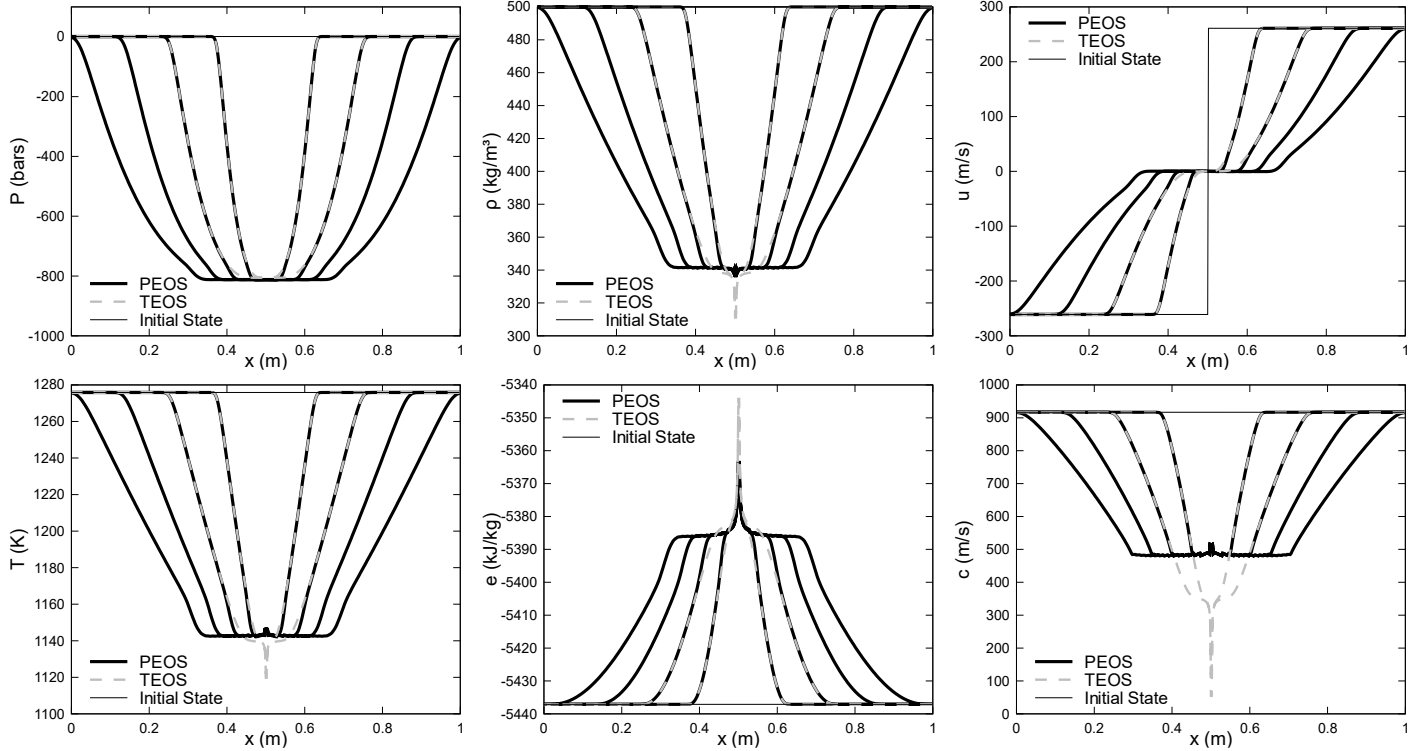 0
-200
-400
-600
-800
-1000
P (bars)
PEOS
TEOS
Initial State
0 0.2 0.4 0.6 0.8 1
x (m)
500
480
460
440
420
400
380
360
340
320
300
ρ (kg/m³)
PEOS
TEOS
Initial State
0 0.2 0.4 0.6 0.8 1
x (m)
300
200
100
0
-100
-200
-300
u (m/s)
PEOS
TEOS
Initial State
0 0.2 0.4 0.6 0.8 1
x (m)
1280
1260
1240
1220
1200
1180
1160
1140
1120
1100
T (K)
PEOS
TEOS
Initial State
0 0.2 0.4 0.6 0.8 1
x (m)
-5340
-5350
-5360
-5370
-5380
-5390
-5400
-5410
-5420
-5430
-5440
e (kJ/kg)
PEOS
TEOS
Initial State
0 0.2 0.4 0.6 0.8 1
x (m)
1000
900
800
700
600
500
400
300
200
100
0
c (m/s)
PEOS
TEOS
Initial State
0 0.2 0.4 0.6 0.8 1
x (m)